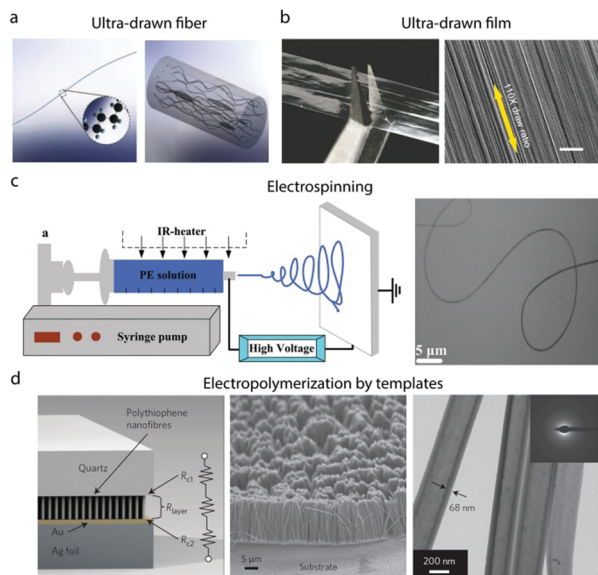 a
Ultra-drawn fiber
b
Ultra-drawn film
110X draw ratio
c
Electrospinning
a
IR-heater
PE solution
Syringe pump
High Voltage
5 μm
d
Electropolymerization by templates
Polythiophene
nanofibres
Quartz
Rc1
Rlayer
Au
Rc2
Ag foil
5 μm
Substrate
68 nm
200 nm